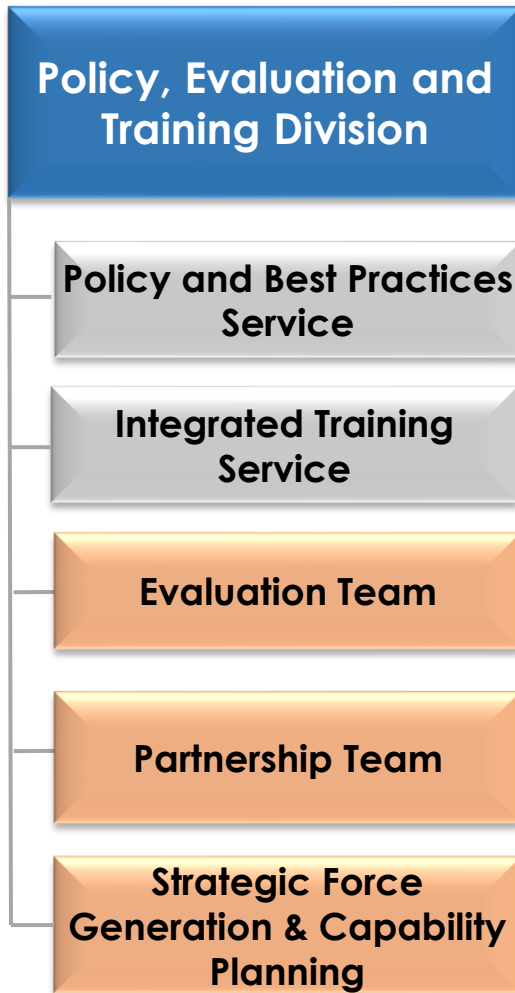 Policy, Evaluation and
Training Division
Policy and Best Practices
Service
Integrated Training
Service
Evaluation Team
Partnership Team
Strategic Force
Generation & Capability
Planning